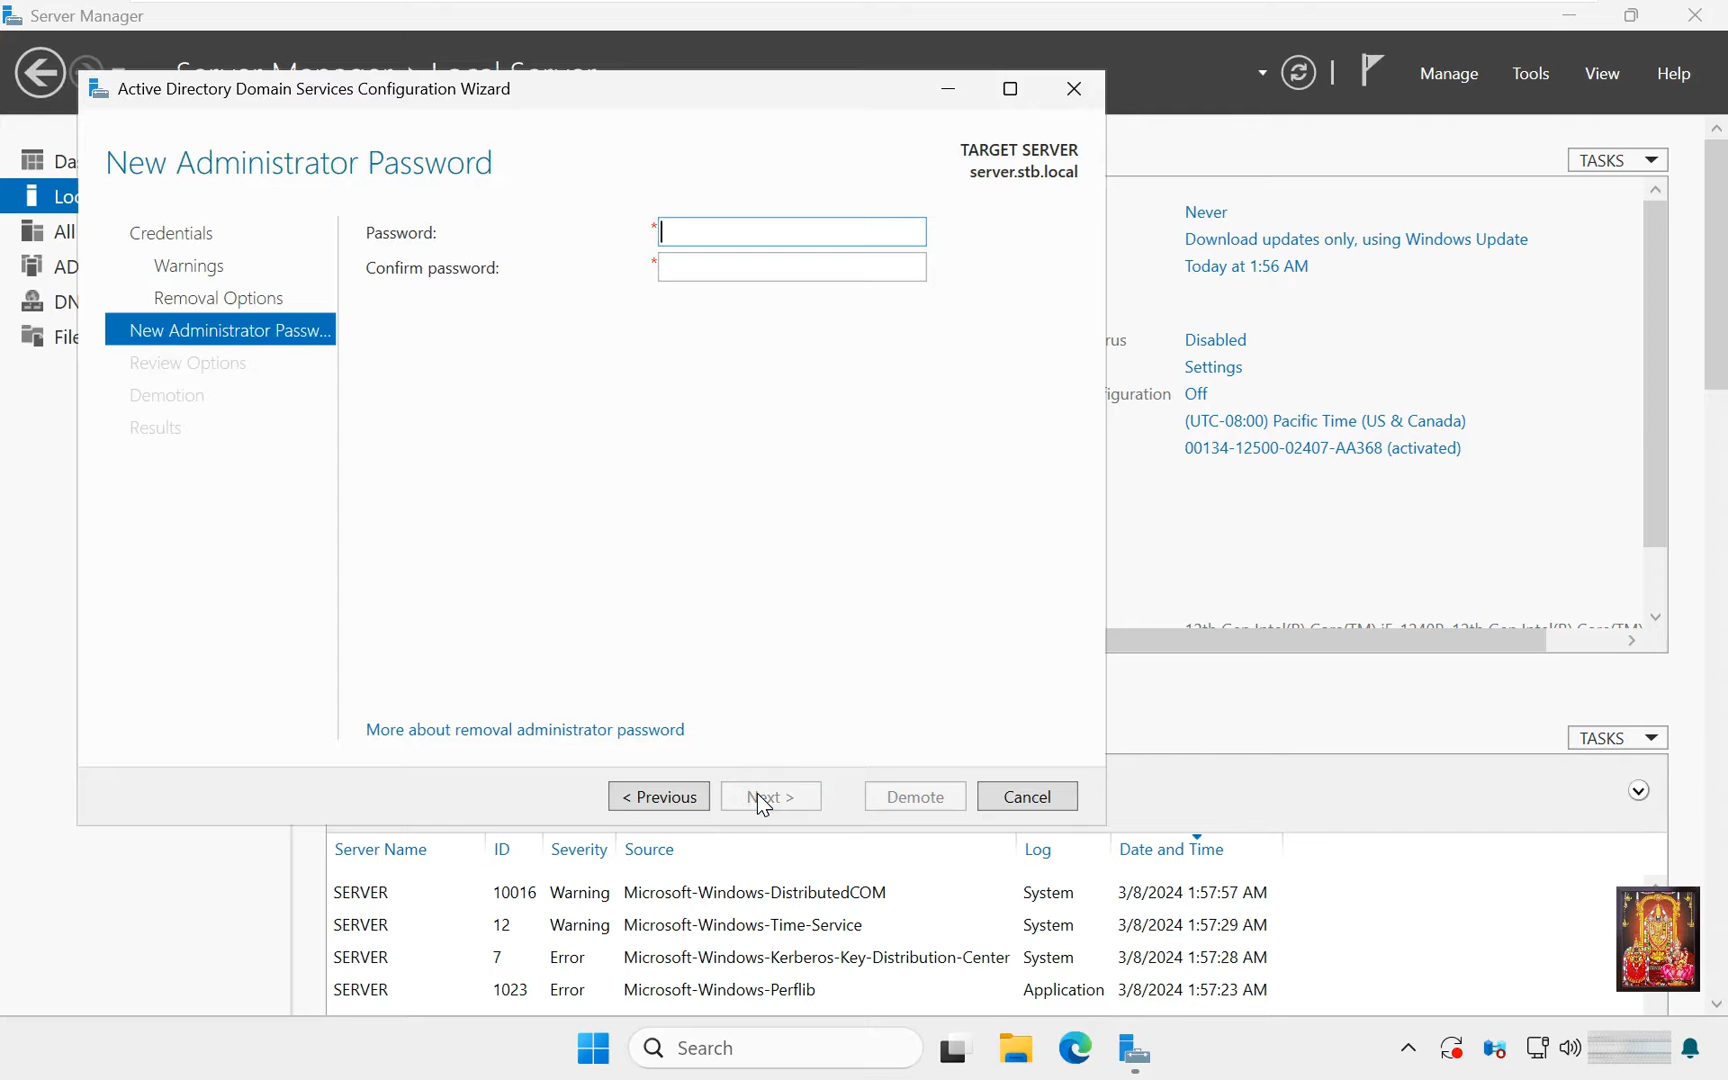 Server Manager
Manage
Tools
View
Help
Active Directory Domain Services Configuration Wizard
New Administrator Password
TARGET SERVER
server.stb.local
Credentials
Warnings
Removal Options
New Administrator Passw...
Review Options
Demotion
Results
Password:
*
Confirm password:
*
More about removal administrator password
< Previous
Next >
Demote
Cancel
All
TASKS
Never
Download updates only, using Windows Update
Today at 1:56 AM
Disabled
Settings
Off
(UTC-08:00) Pacific Time (US & Canada)
00134-12500-02407-AA368 (activated)
TASKS
Server Name ID Severity Source Log Date and Time
SERVER 10016 Warning Microsoft-Windows-DistributedCOM System 3/8/2024 1:57:57 AM
SERVER 12 Warning Microsoft-Windows-Time-Service System 3/8/2024 1:57:29 AM
SERVER 7 Error Microsoft-Windows-Kerberos-Key-Distribution-Center System 3/8/2024 1:57:28 AM
SERVER 1023 Error Microsoft-Windows-Perflib Application 3/8/2024 1:57:23 AM
Search